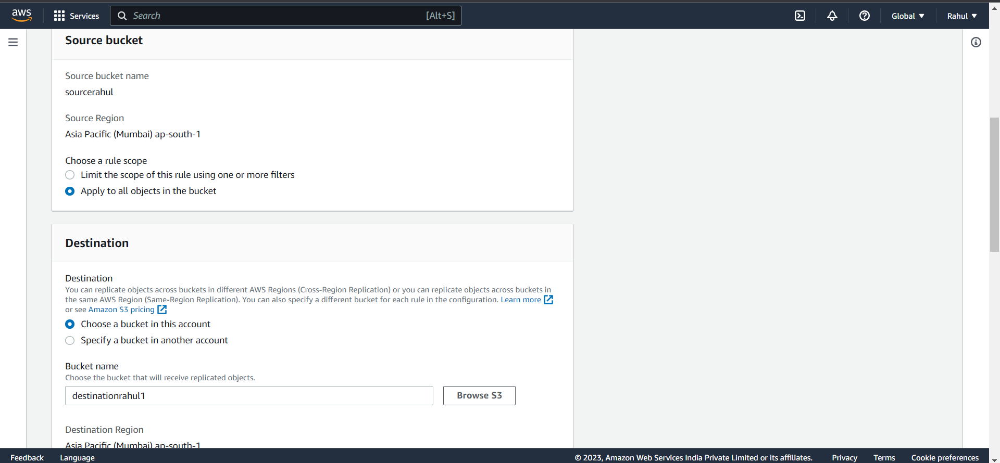 aws
Services
Search
[Alt+S]
Global
Rahul
Source bucket
Source bucket name
sourcerahul
Source Region
Asia Pacific (Mumbai) ap-south-1
Choose a rule scope
Limit the scope of this rule using one or more filters
Apply to all objects in the bucket
Destination
Destination
You can replicate objects across buckets in different AWS Regions (Cross-Region Replication) or you can replicate objects across buckets in
the same AWS Region (Same-Region Replication). You can also specify a different bucket for each rule in the configuration. Learn more
or see Amazon S3 pricing
Choose a bucket in this account
Specify a bucket in another account
Bucket name
Choose the bucket that will receive replicated objects.
destinationrahul1
Browse S3
Destination Region
Asia Pacific (Mumbai) ap-south-1
Feedback
Language
© 2023, Amazon Web Services India Private Limited or its affiliates.
Privacy
Terms
Cookie preferences